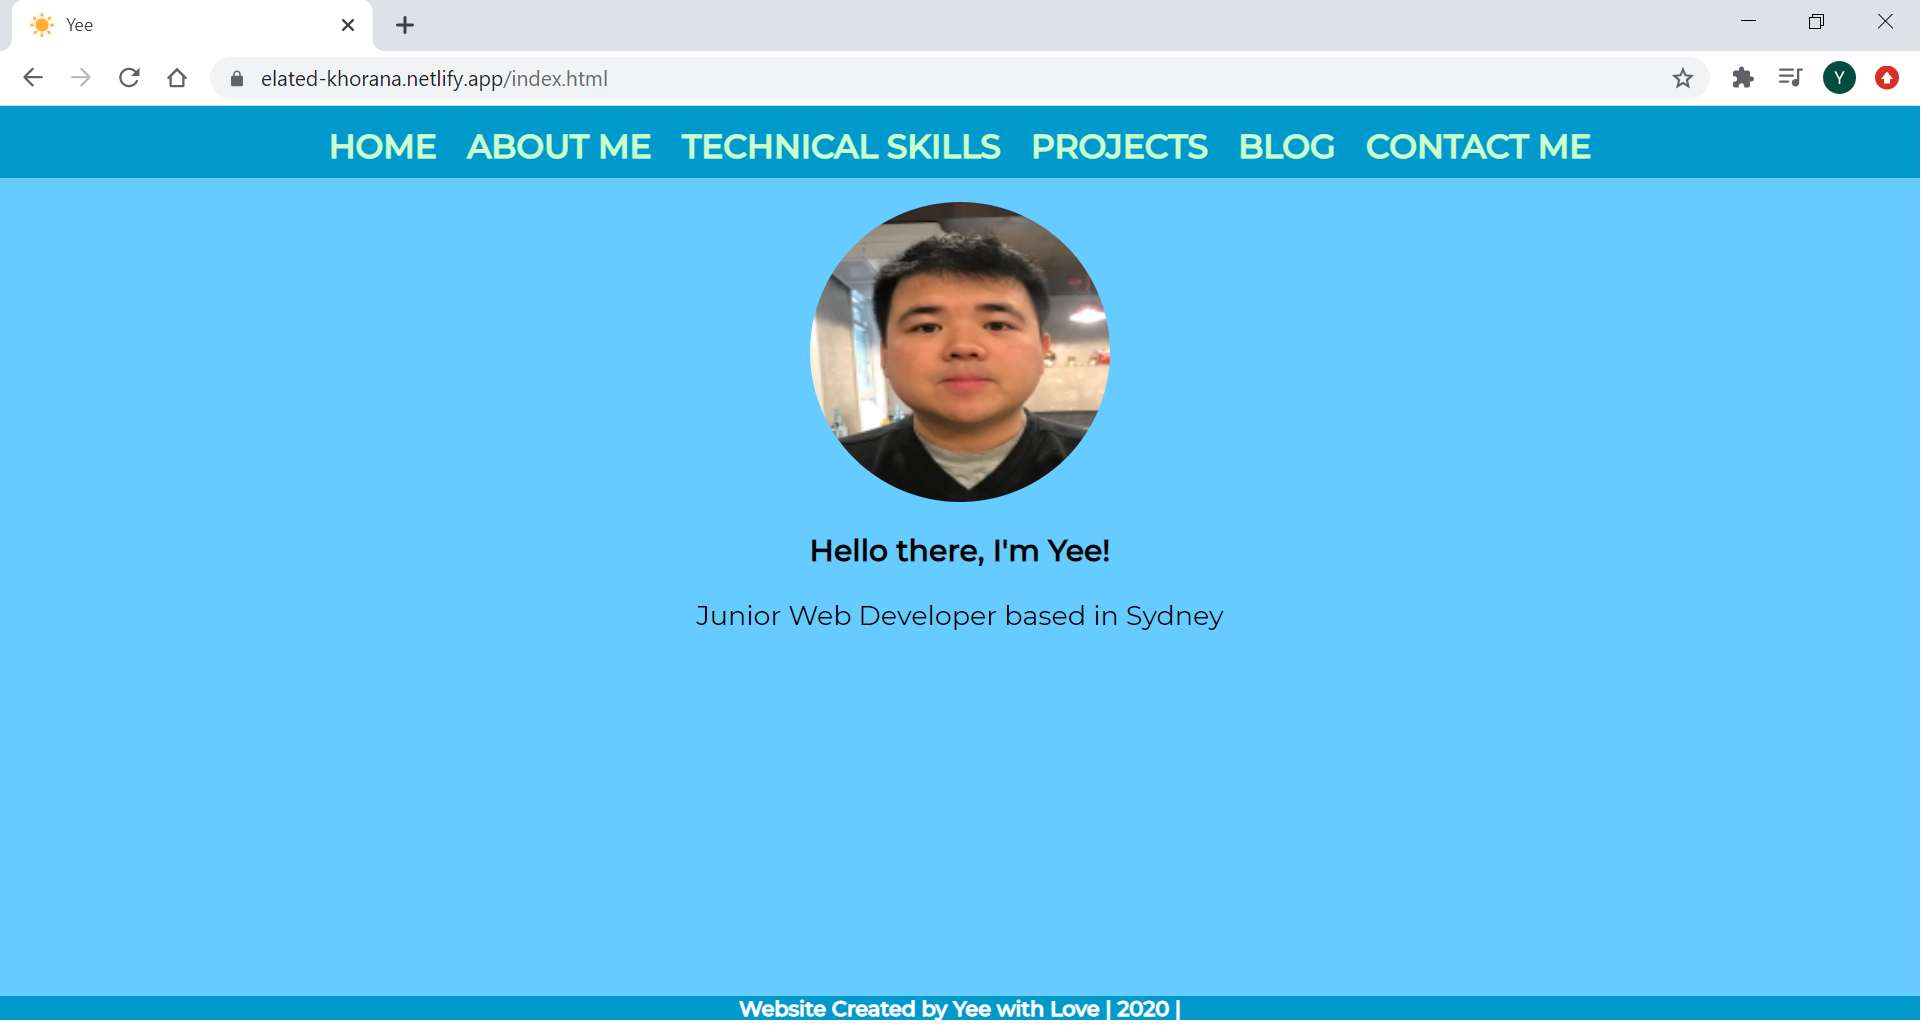 Yee
elated-khorana.netlify.app/index.html
Y
HOME ABOUT ME TECHNICAL SKILLS PROJECTS BLOG CONTACT ME
Hello there, I'm Yee!
Junior Web Developer based in Sydney
Website Created by Yee with Love | 2020 |